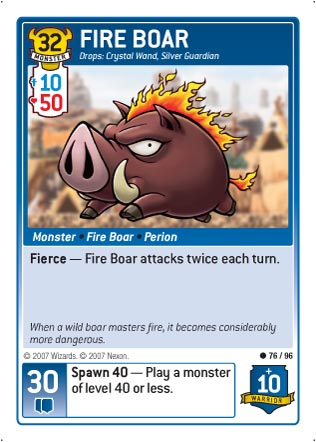 32
MONSTER
FIRE BOAR
Drops: Crystal Wand, Silver Guardian
+10
50
Monster • Fire Boar • Perion
Fierce — Fire Boar attacks twice each turn.
When a wild boar masters fire, it becomes considerably
more dangerous.
© 2007 Wizards. © 2007 Nexon.
● 76 / 96
30
Spawn 40 — Play a monster
of level 40 or less.
+
10
WARRIOR